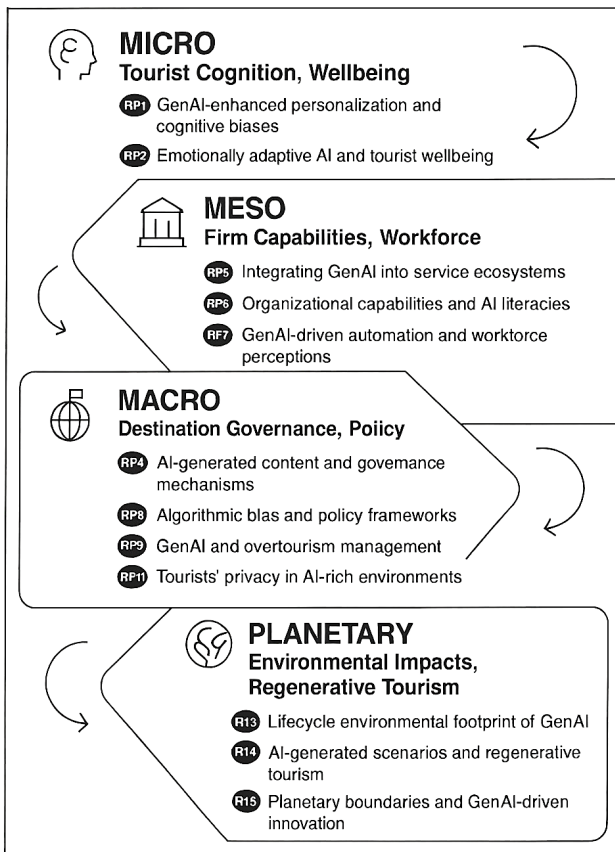 MICRO
Tourist Cognition, Wellbeing
RP1 GenAI-enhanced personalization and
cognitive biases
RP2 Emotionally adaptive AI and tourist wellbeing
MESO
Firm Capabilities, Workforce
RP5 Integrating GenAI into service ecosystems
RP6 Organizational capabilities and AI literacies
RF7 GenAI-driven automation and worktorce
perceptions
MACRO
Destination Governance, Poiicy
RP4 AI-generated content and govemance
mechanisms
RP8 Algorithmic blas and policy frameworks
RP9 GenAI and overtourism management
RP11 Tourists' privacy in AI-rich environments
PLANETARY
Environmental Impacts,
Regenerative Tourism
R13 Lifecycle environmental footprint of GenAI
R14 AI-generated scenarios and regenerative
tourism
R15 Planetary boundaries and GenAI-driven
innovation